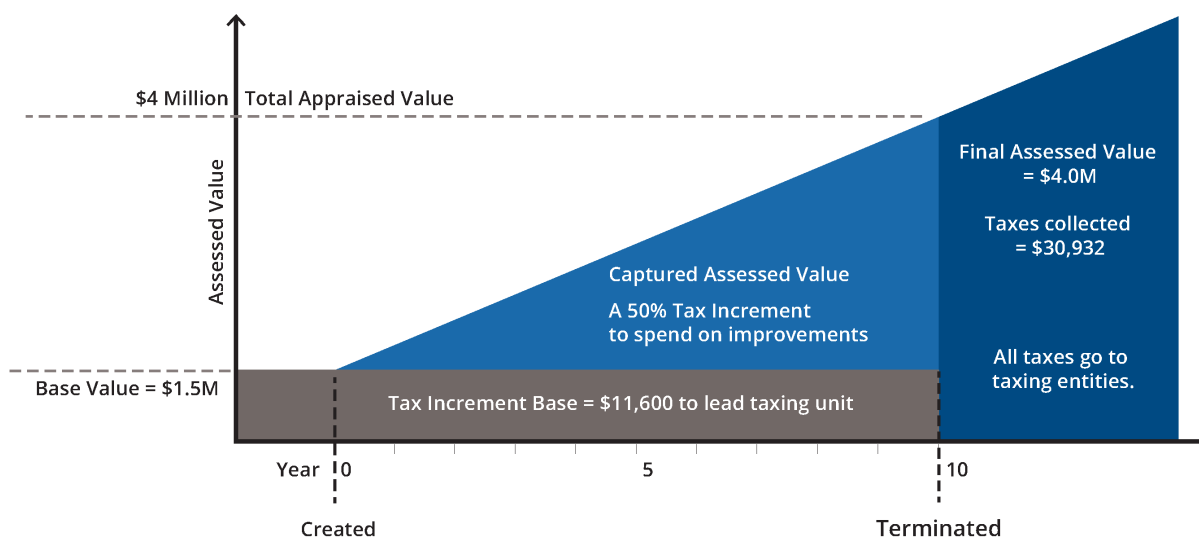 $4 Million
Total Appraised Value
Assessed Value
Final Assessed Value
= $4.0M
Taxes collected
= $30,932
Captured Assessed Value
A 50% Tax Increment
to spend on improvements
All taxes go to
taxing entities.
Base Value = $1.5M
Tax Increment Base = $11,600 to lead taxing unit
Year 0 5 10
Created
Terminated